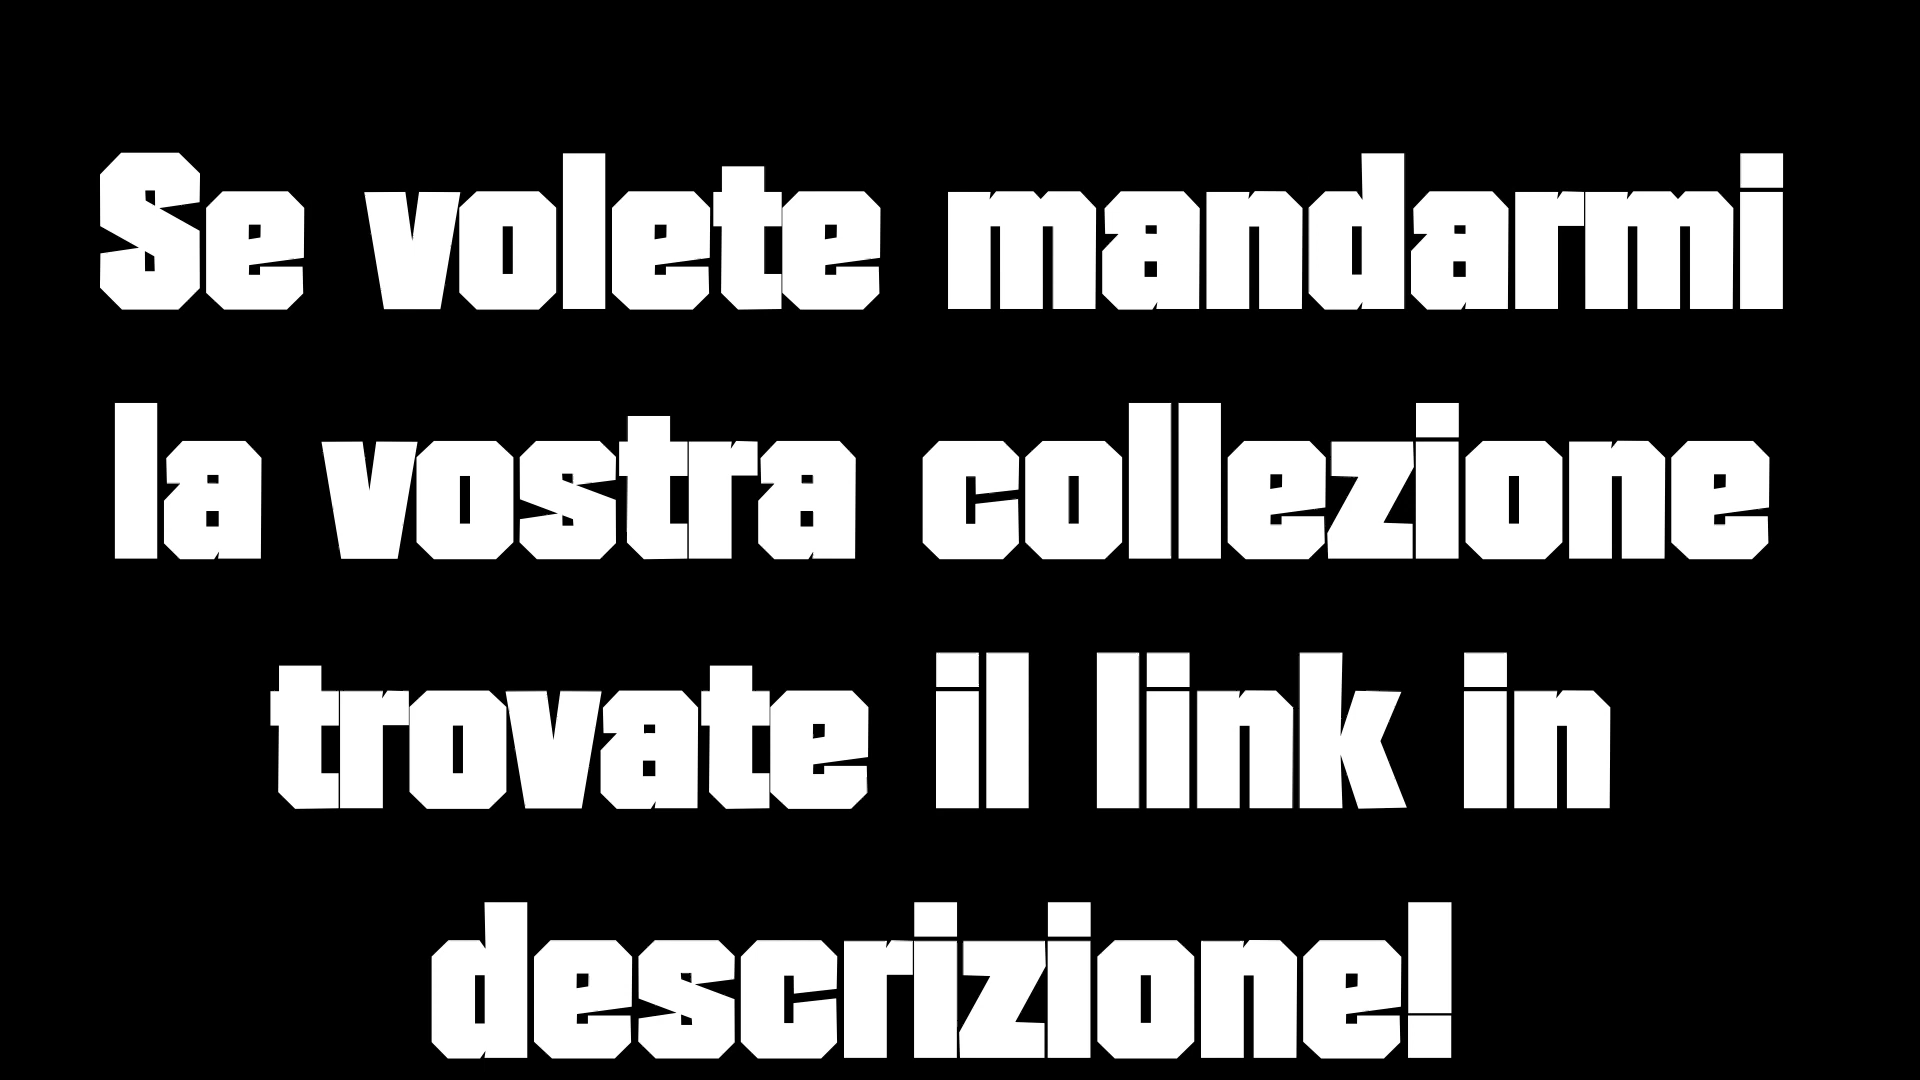 Se volete mandarmi
la vostra collezione
trovate il link in
descrizione!